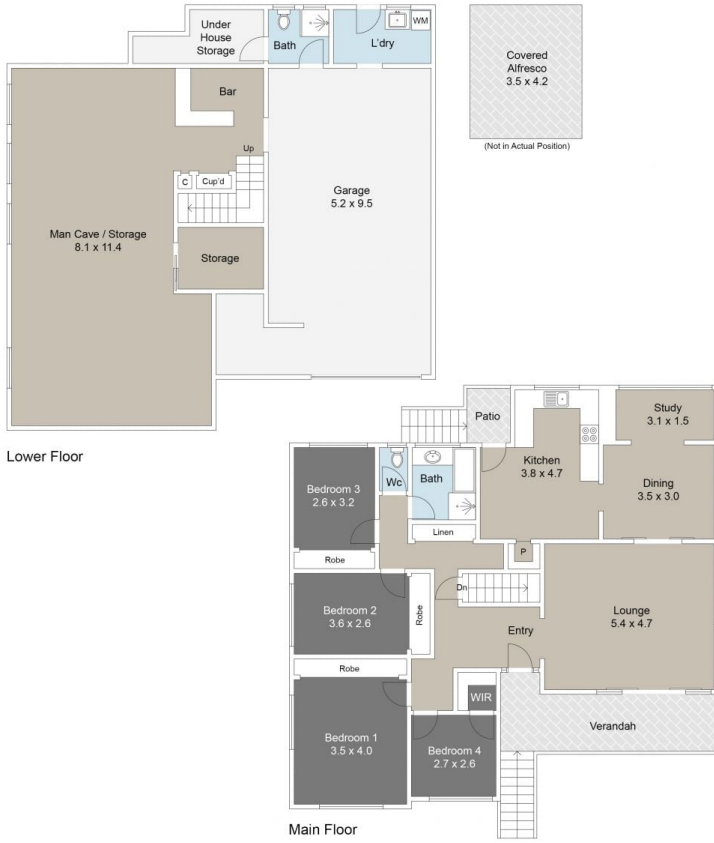 Under
House
Storage
Bath
L'dry
WM
Covered
Alfresco
3.5 x 4.2
(Not in Actual Position)
Bar
Up
C
Cup'd
Garage
5.2 x 9.5
Man Cave / Storage
8.1 x 11.4
Storage
Lower Floor
Patio
Study
3.1 x 1.5
Kitchen
3.8 x 4.7
Dining
3.5 x 3.0
Bedroom 3
2.6 x 3.2
Wc
Bath
Linen
Robe
P
Dn
Bedroom 2
3.6 x 2.6
Robe
Lounge
5.4 x 4.7
Entry
Robe
WIR
Verandah
Bedroom 1
3.5 x 4.0
Bedroom 4
2.7 x 2.6
Main Floor